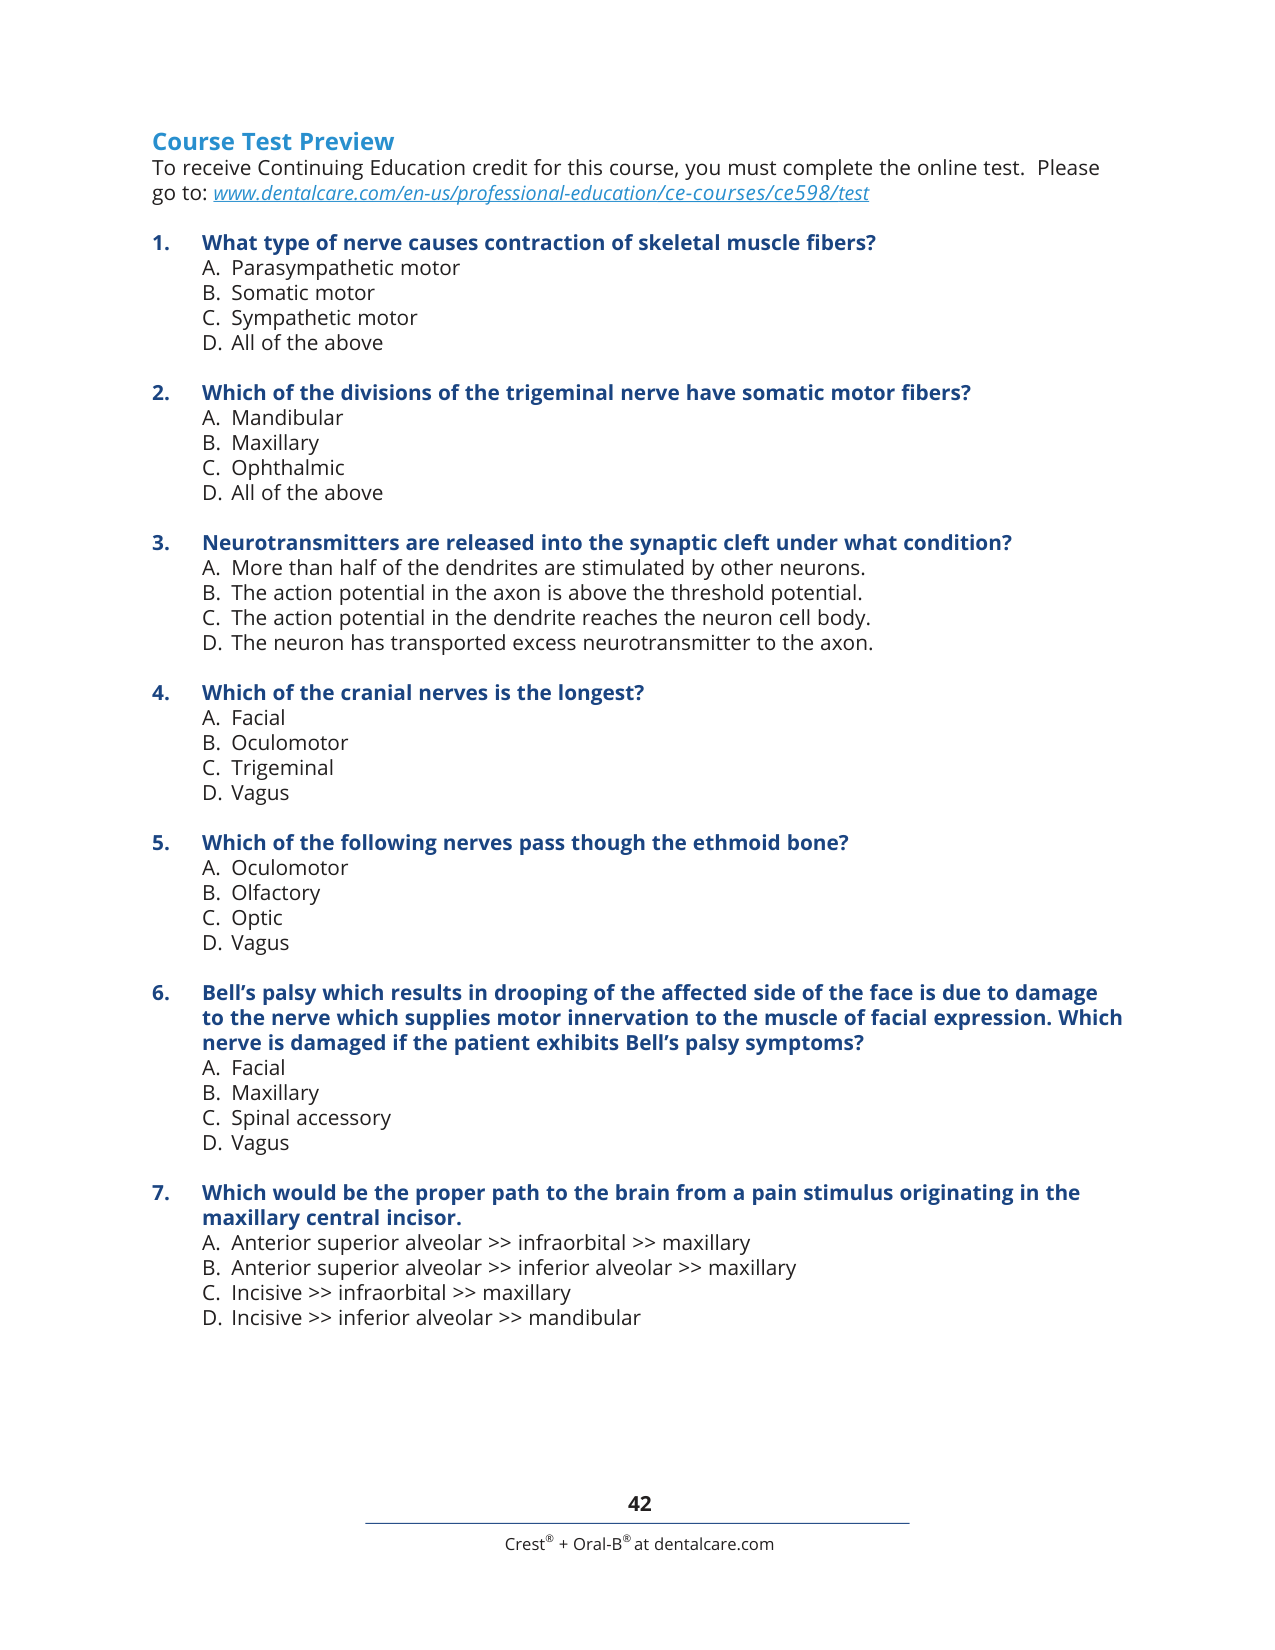 Course Test Preview
To receive Continuing Education credit for this course, you must complete the online test.  Please
go to: www.dentalcare.com/en-us/professional-education/ce-courses/ce598/test
1. What type of nerve causes contraction of skeletal muscle fibers?
A. Parasympathetic motor
B. Somatic motor
C. Sympathetic motor
D. All of the above
2. Which of the divisions of the trigeminal nerve have somatic motor fibers?
A. Mandibular
B. Maxillary
C. Ophthalmic
D. All of the above
3. Neurotransmitters are released into the synaptic cleft under what condition?
A. More than half of the dendrites are stimulated by other neurons.
B. The action potential in the axon is above the threshold potential.
C. The action potential in the dendrite reaches the neuron cell body.
D. The neuron has transported excess neurotransmitter to the axon.
4. Which of the cranial nerves is the longest?
A. Facial
B. Oculomotor
C. Trigeminal
D. Vagus
5. Which of the following nerves pass though the ethmoid bone?
A. Oculomotor
B. Olfactory
C. Optic
D. Vagus
6. Bell’s palsy which results in drooping of the affected side of the face is due to damage
to the nerve which supplies motor innervation to the muscle of facial expression. Which
nerve is damaged if the patient exhibits Bell’s palsy symptoms?
A. Facial
B. Maxillary
C. Spinal accessory
D. Vagus
7. Which would be the proper path to the brain from a pain stimulus originating in the
maxillary central incisor.
A. Anterior superior alveolar >> infraorbital >> maxillary
B. Anterior superior alveolar >> inferior alveolar >> maxillary
C. Incisive >> infraorbital >> maxillary
D. Incisive >> inferior alveolar >> mandibular
42
Crest® + Oral-B® at dentalcare.com